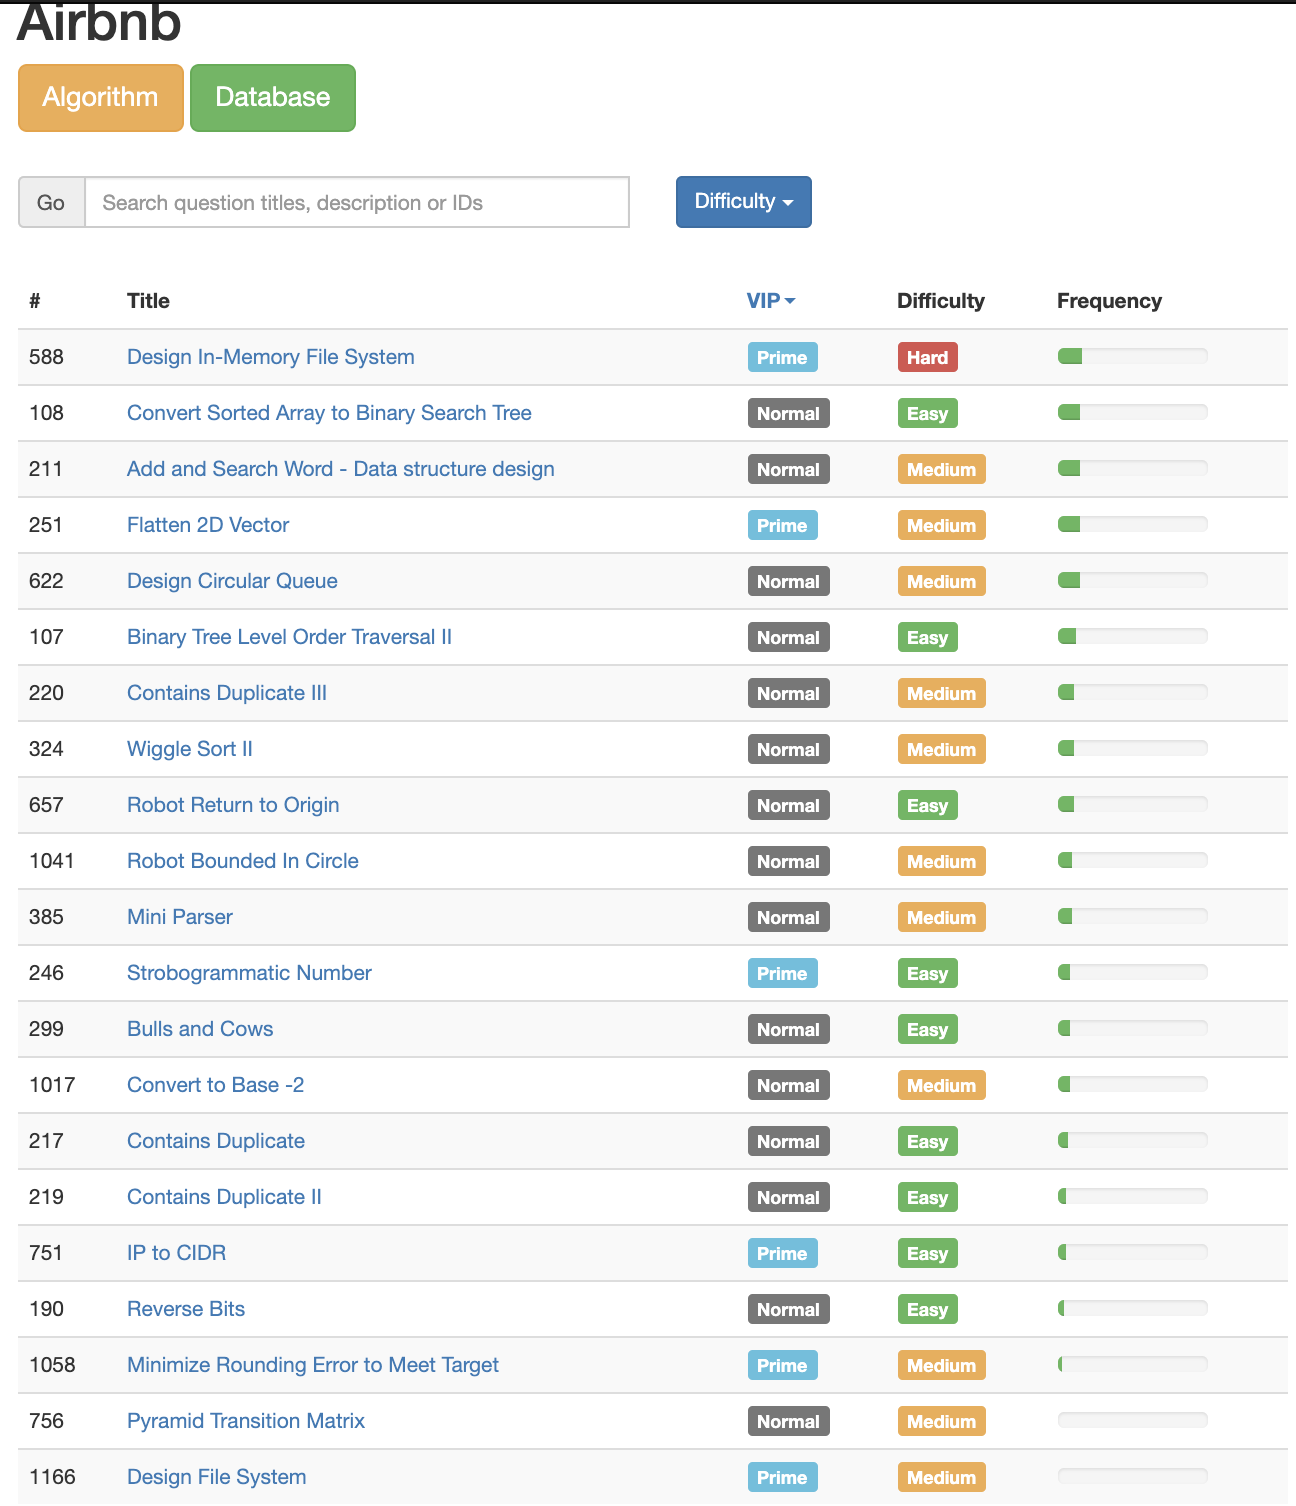 Airbnb
Algorithm Database
Go Search question titles, description or IDs Difficulty
# Title VIP Difficulty Frequency
588 Design In-Memory File System Prime Hard
108 Convert Sorted Array to Binary Search Tree Normal Easy
211 Add and Search Word - Data structure design Normal Medium
251 Flatten 2D Vector Prime Medium
622 Design Circular Queue Normal Medium
107 Binary Tree Level Order Traversal II Normal Easy
220 Contains Duplicate III Normal Medium
324 Wiggle Sort II Normal Medium
657 Robot Return to Origin Normal Easy
1041 Robot Bounded In Circle Normal Medium
385 Mini Parser Normal Medium
246 Strobogrammatic Number Prime Easy
299 Bulls and Cows Normal Easy
1017 Convert to Base -2 Normal Medium
217 Contains Duplicate Normal Easy
219 Contains Duplicate II Normal Easy
751 IP to CIDR Prime Easy
190 Reverse Bits Normal Easy
1058 Minimize Rounding Error to Meet Target Prime Medium
756 Pyramid Transition Matrix Normal Medium
1166 Design File System Prime Medium